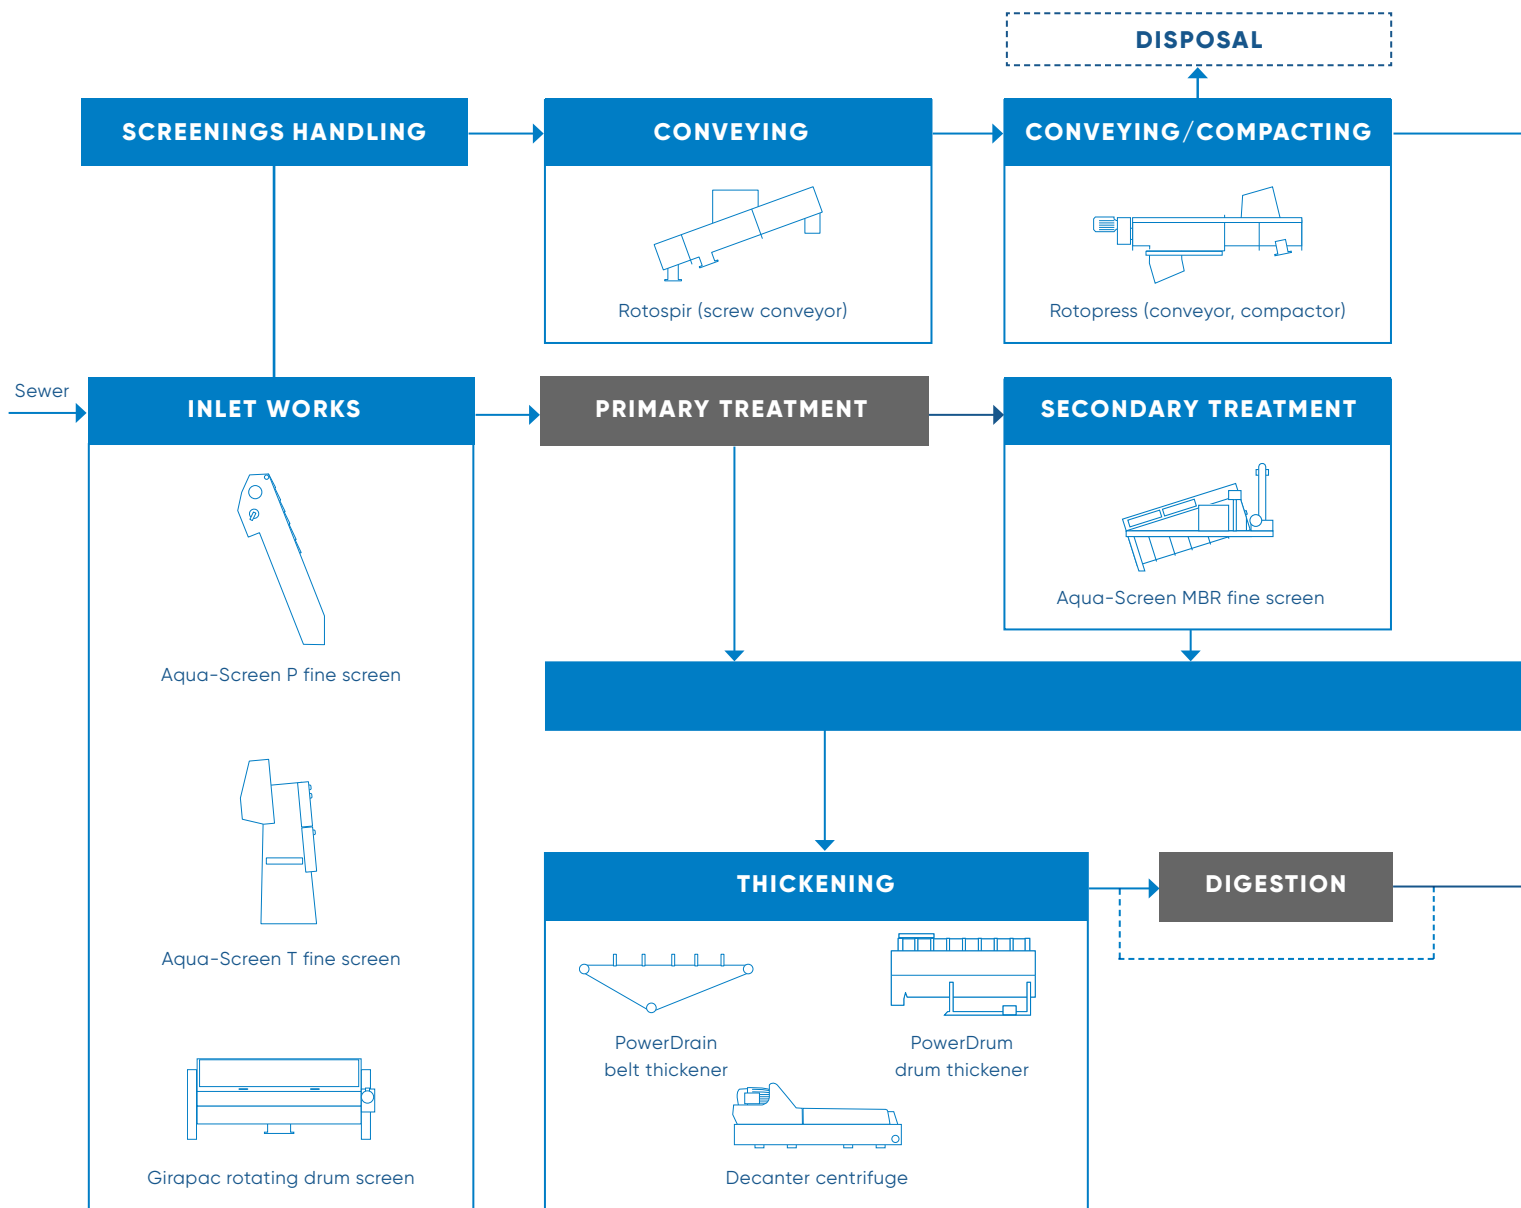 DISPOSAL
SCREENINGS HANDLING
CONVEYING
CONVEYING/COMPACTING
Rotospir (screw conveyor)
Rotopress (conveyor, compactor)
Sewer
INLET WORKS
PRIMARY TREATMENT
SECONDARY TREATMENT
Aqua-Screen MBR fine screen
Aqua-Screen P fine screen
THICKENING
DIGESTION
Aqua-Screen T fine screen
PowerDrain
belt thickener
PowerDrum
drum thickener
Girapac rotating drum screen
Decanter centrifuge